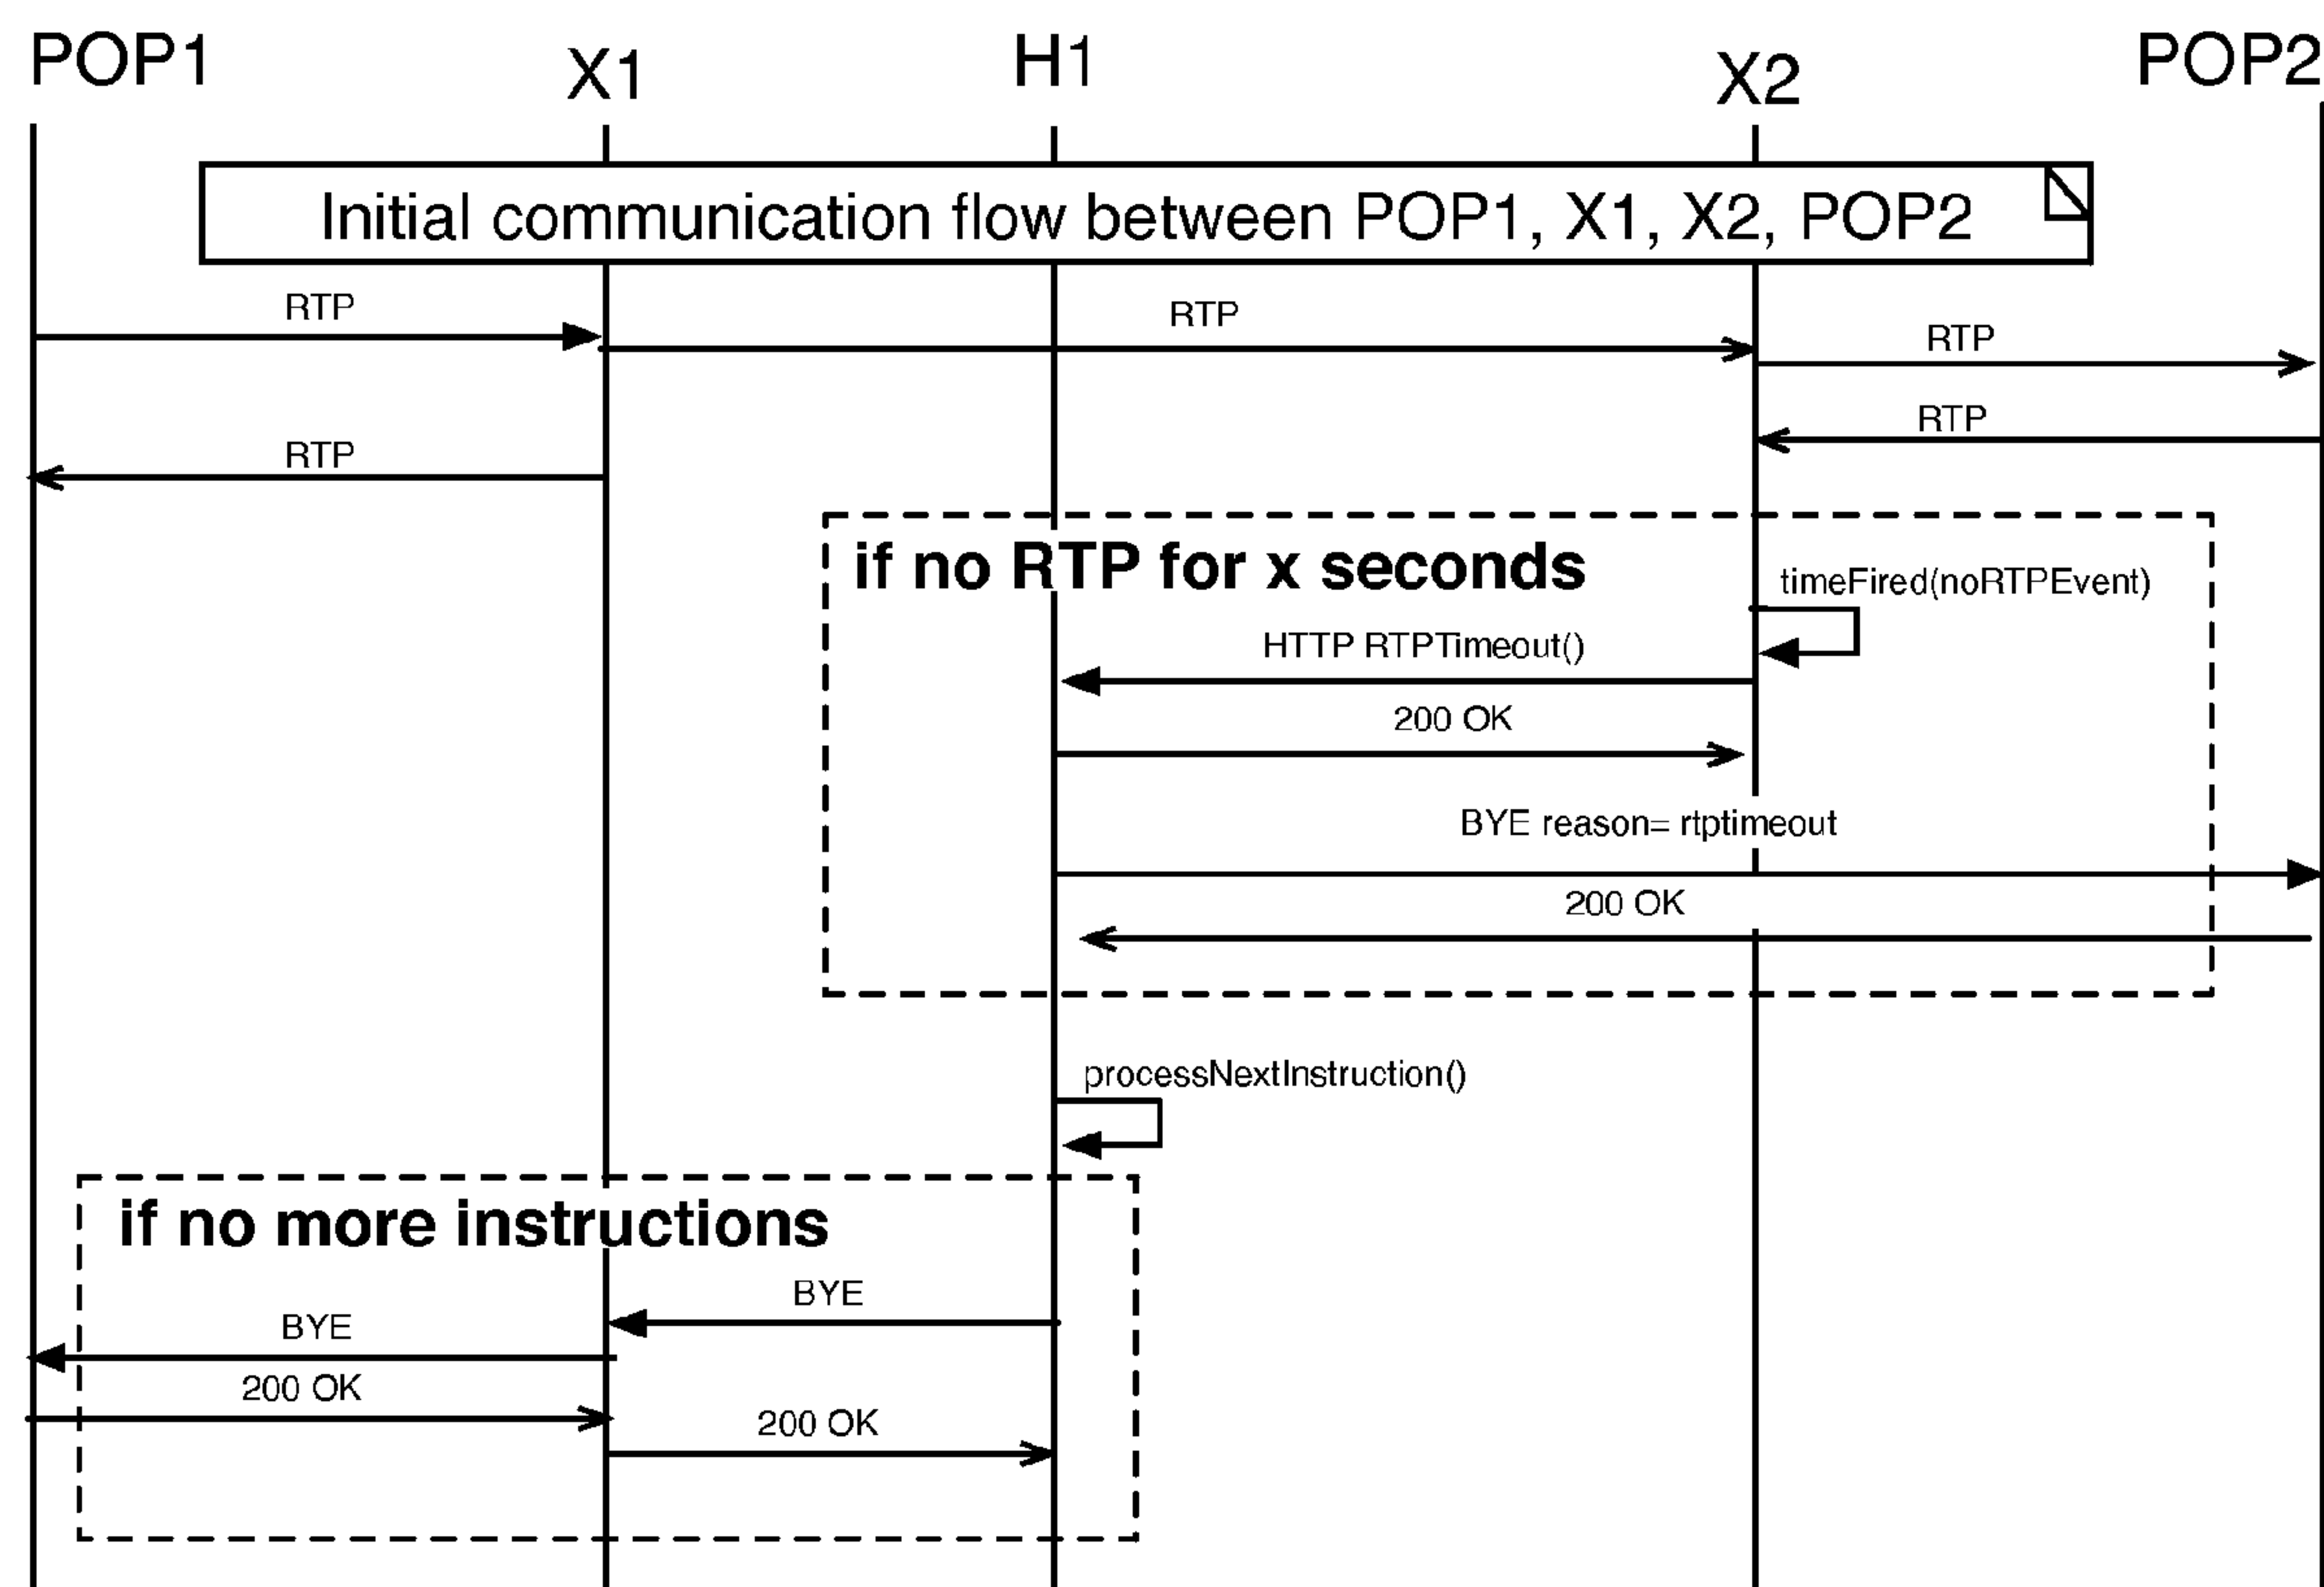 POP1
X1
H1
X2
POP2
Initial communication flow between POP1, X1, X2, POP2
RTP
RTP
RTP
RTP
RTP
if no RTP for x seconds
timeFired(noRTPEvent)
HTTP RTPTimeout()
200 OK
BYE reason= rtptimeout
200 OK
processNextInstruction()
if no more instructions
BYE
BYE
200 OK
200 OK